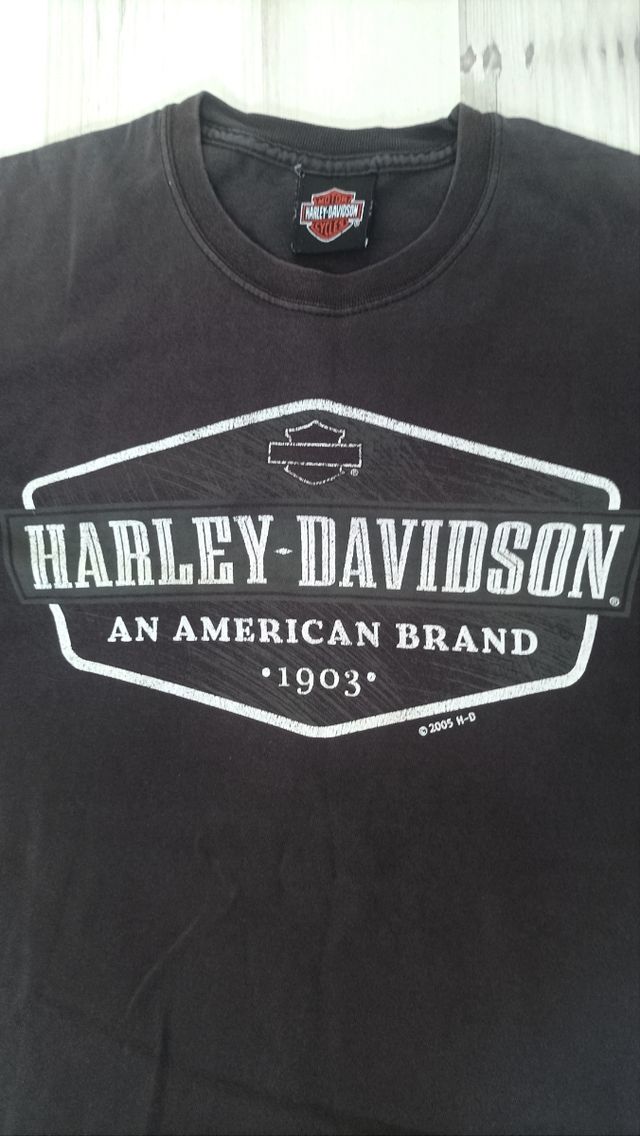 MOTOR
HARLEY-DAVIDSON
CYCLES
®
HARLEY-DAVIDSON®
AN AMERICAN BRAND
•1903•
© 2005 H-D